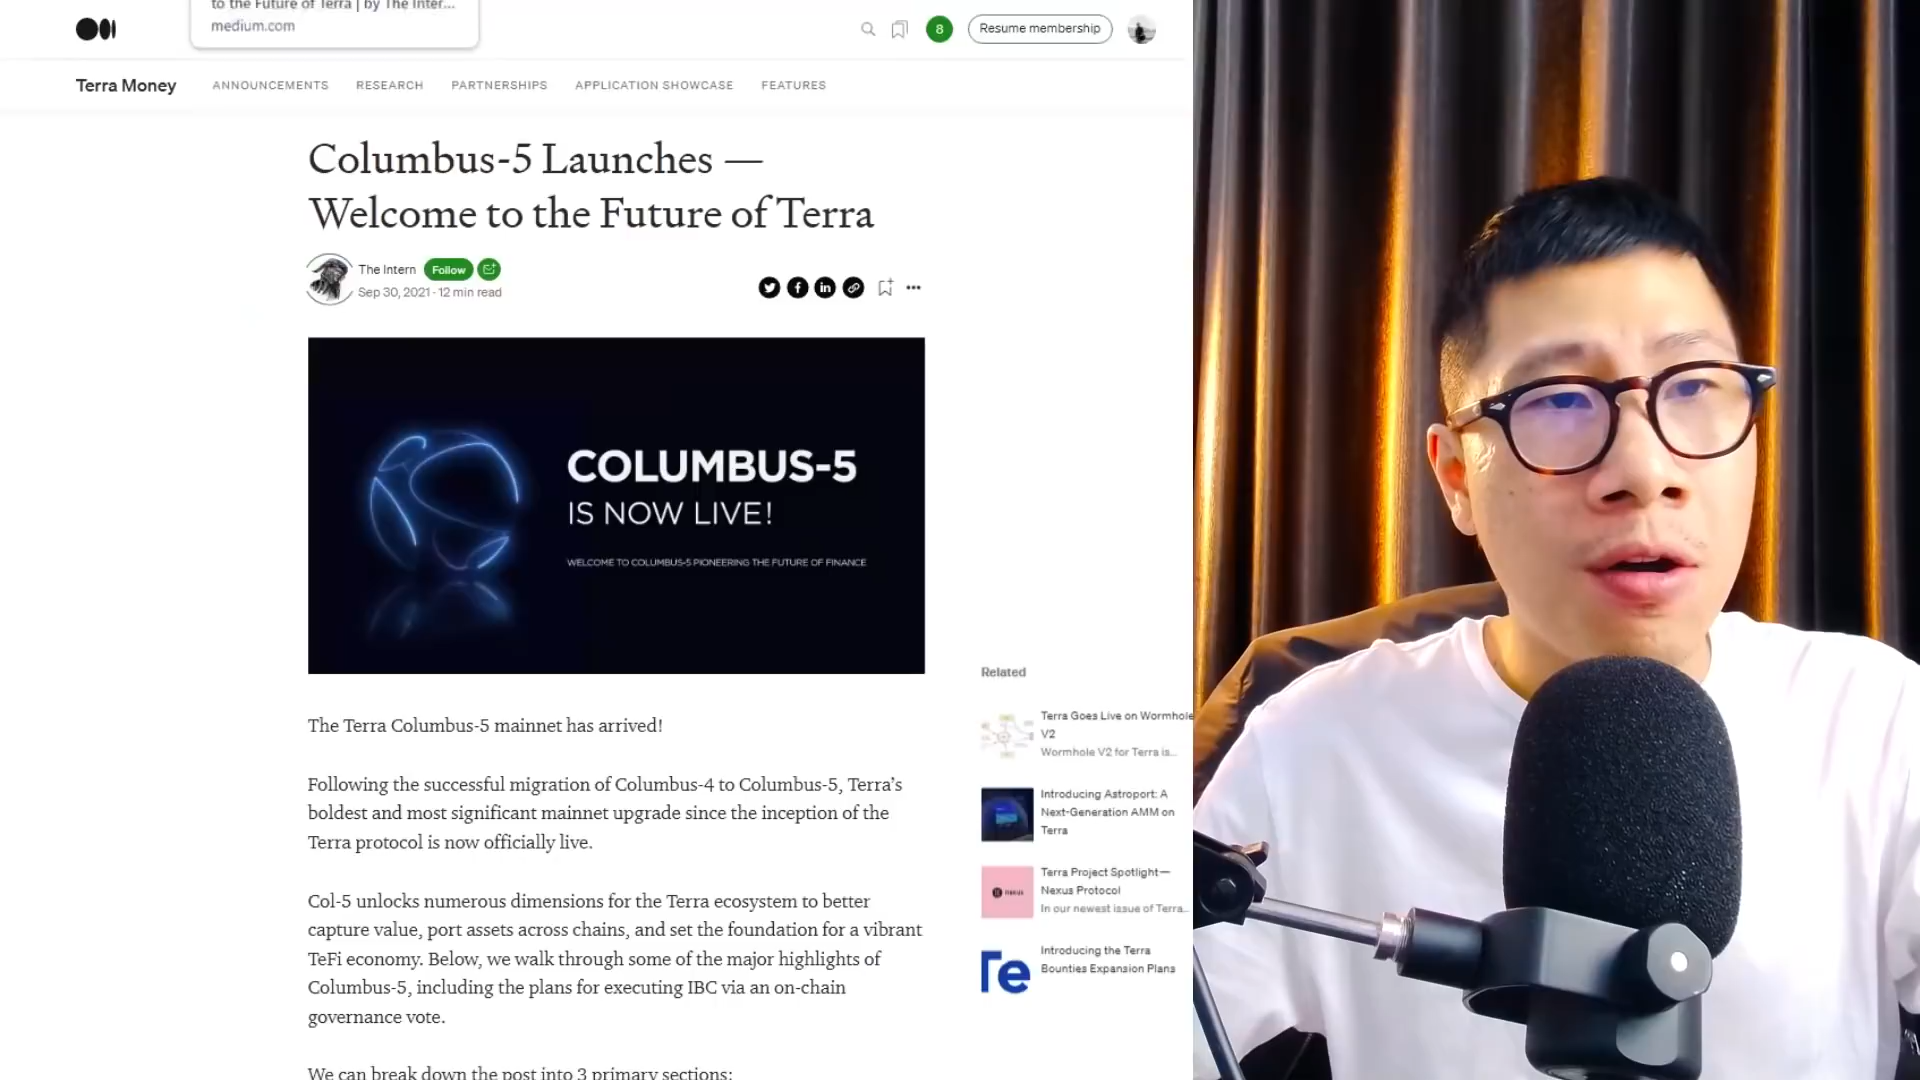 to the Future of Terra | by The Inter...
medium.com
8
Resume membership
Terra Money
ANNOUNCEMENTS
RESEARCH
PARTNERSHIPS
APPLICATION SHOWCASE
FEATURES
Columbus-5 Launches —
Welcome to the Future of Terra
The Intern
Follow
Sep 30, 2021 · 12 min read
COLUMBUS-5
IS NOW LIVE!
WELCOME TO COLUMBUS-5 PIONEERING THE FUTURE OF FINANCE
The Terra Columbus-5 mainnet has arrived!
Following the successful migration of Columbus-4 to Columbus-5, Terra’s
boldest and most significant mainnet upgrade since the inception of the
Terra protocol is now officially live.
Col-5 unlocks numerous dimensions for the Terra ecosystem to better
capture value, port assets across chains, and set the foundation for a vibrant
TeFi economy. Below, we walk through some of the major highlights of
Columbus-5, including the plans for executing IBC via an on-chain
governance vote.
We can break down the post into 3 primary sections:
Related
Terra Goes Live on Wormhole
V2
Wormhole V2 for Terra is...
Introducing Astroport: A
Next-Generation AMM on
Terra
Terra Project Spotlight—
Nexus Protocol
In our newest issue of Terra...
Introducing the Terra
Bounties Expansion Plans
Te